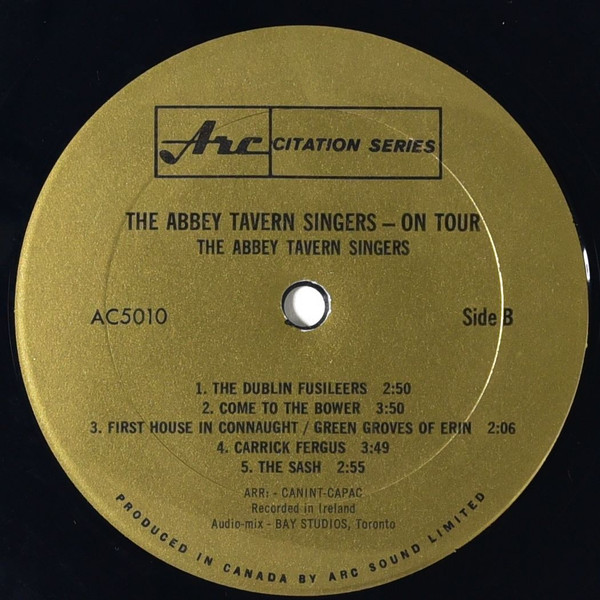 Arc CITATION SERIES
THE ABBEY TAVERN SINGERS – ON TOUR
THE ABBEY TAVERN SINGERS
AC5010 Side B
1. THE DUBLIN FUSILEERS 2:50
2. COME TO THE BOWER 3:50
3. FIRST HOUSE IN CONNAUGHT / GREEN GROVES OF ERIN 2:06
4. CARRICK FERGUS 3:49
5. THE SASH 2:55
ARR: - CANINT-CAPAC
Recorded in Ireland
Audio-mix - BAY STUDIOS, Toronto
PRODUCED IN CANADA BY ARC SOUND LIMITED